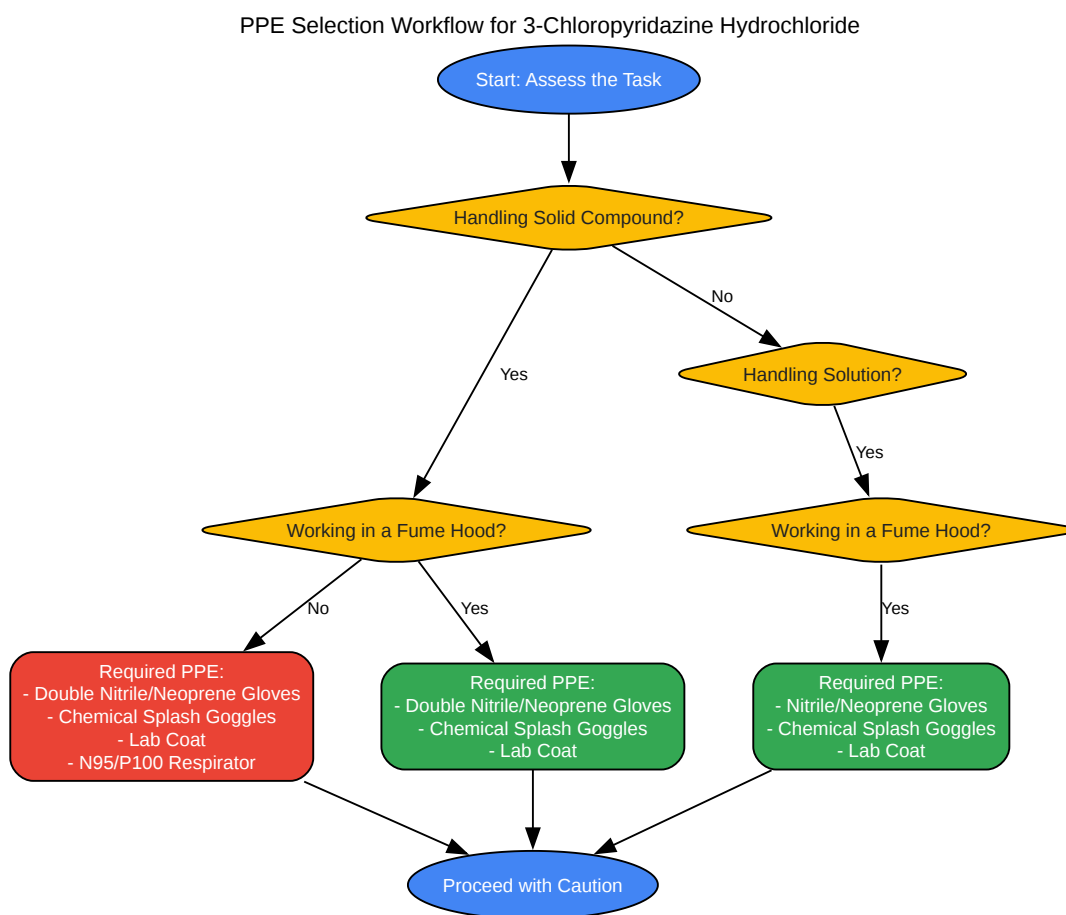 PPE Selection Workflow for 3-Chloropyridazine Hydrochloride
Start: Assess the Task
Handling Solid Compound?
No
Yes
Handling Solution?
Yes
Working in a Fume Hood?
Working in a Fume Hood?
No
Yes
Yes
Required PPE:
- Double Nitrile/Neoprene Gloves
- Chemical Splash Goggles
- Lab Coat
- N95/P100 Respirator
Required PPE:
- Double Nitrile/Neoprene Gloves
- Chemical Splash Goggles
- Lab Coat
Required PPE:
- Nitrile/Neoprene Gloves
- Chemical Splash Goggles
- Lab Coat
Proceed with Caution